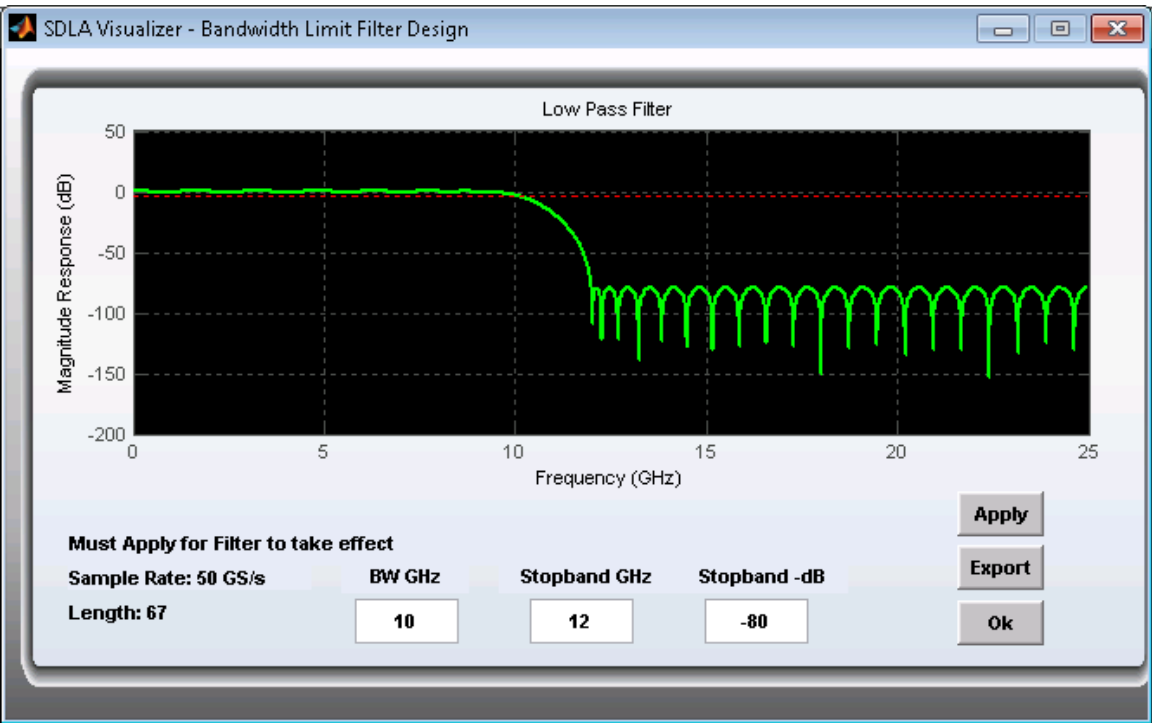 SDLA Visualizer - Bandwidth Limit Filter Design
Low Pass Filter
50
0
-50
-100
-150
-200
Magnitude Response (dB)
0 5 10 15 20 25
Frequency (GHz)
Apply
Must Apply for Filter to take effect
Export
Sample Rate: 50 GS/s BW GHz Stopband GHz Stopband -dB
Length: 67 10 12 -80
Ok